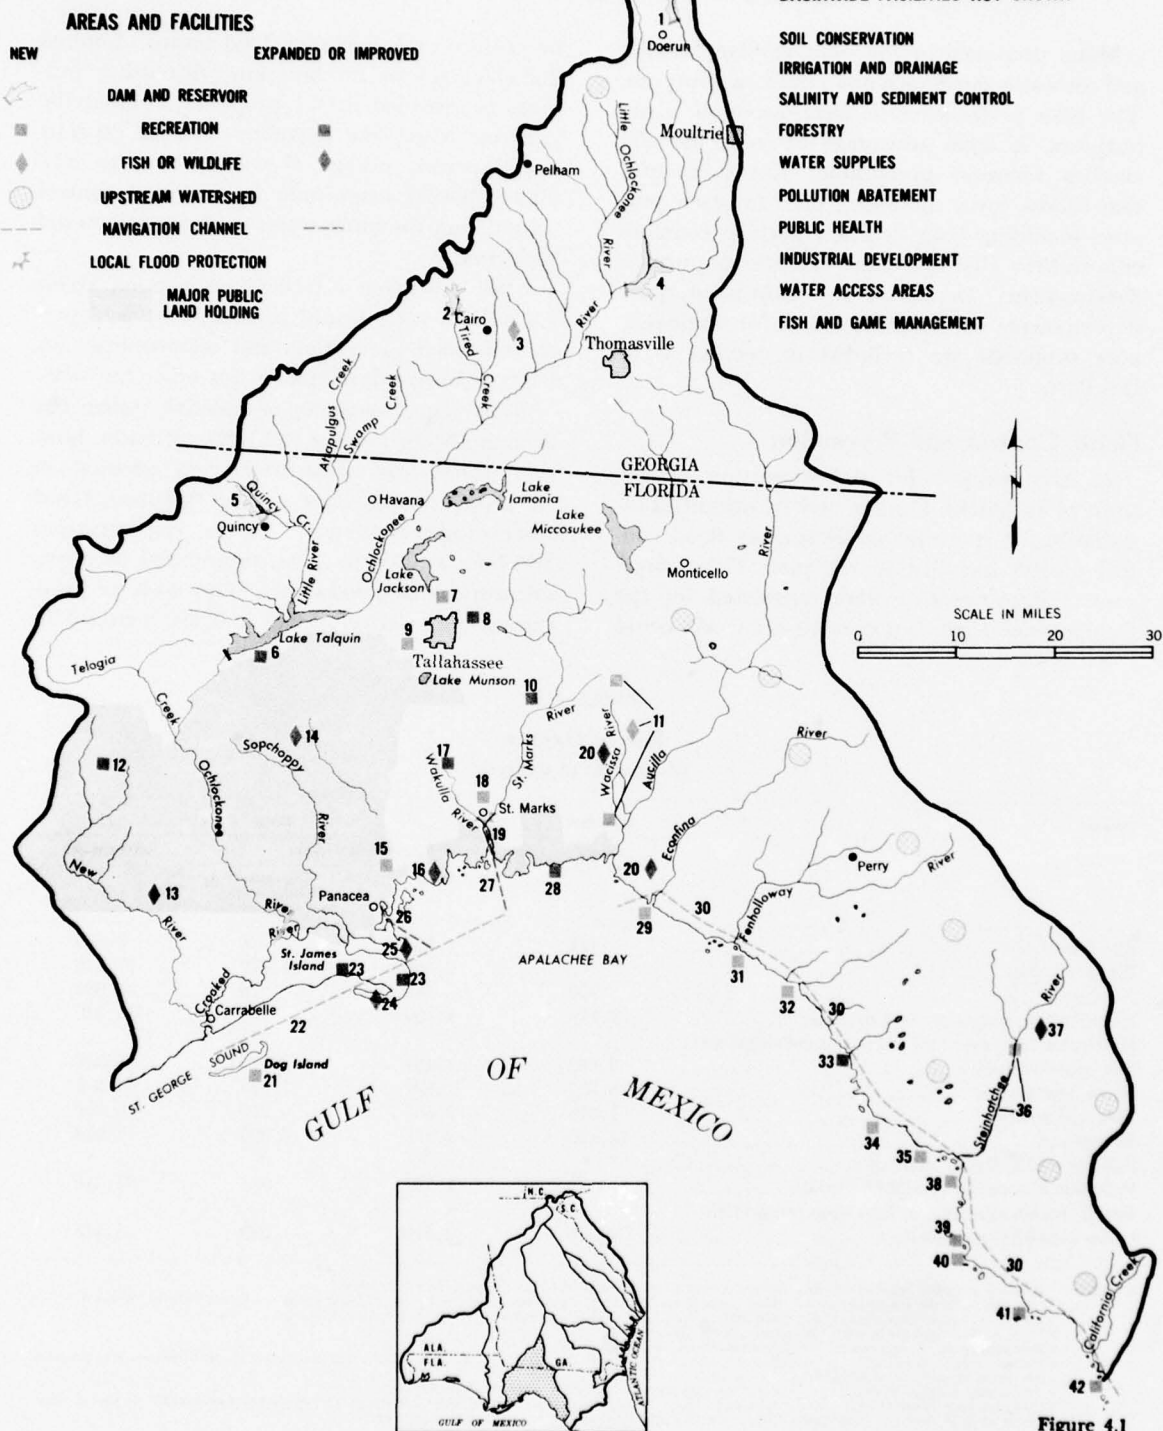 AREAS AND FACILITIES
NEW
EXPANDED OR IMPROVED
DAM AND RESERVOIR
RECREATION
FISH OR WILDLIFE
UPSTREAM WATERSHED
NAVIGATION CHANNEL
LOCAL FLOOD PROTECTION
MAJOR PUBLIC
LAND HOLDING
SOIL CONSERVATION
IRRIGATION AND DRAINAGE
SALINITY AND SEDIMENT CONTROL
FORESTRY
WATER SUPPLIES
POLLUTION ABATEMENT
PUBLIC HEALTH
INDUSTRIAL DEVELOPMENT
WATER ACCESS AREAS
FISH AND GAME MANAGEMENT
1
Doerun
Little Ochlockonee River
Moultrie
Pelham
4
2
Cairo
3
Tired Creek
River
Thomasville
Attapulgus Creek
Swamp Creek
GEORGIA
FLORIDA
5
Quincy Cr.
Quincy
Havana
Lake
Iamonia
Lake
Miccosukee
Ochlockonee
Little River
Lake
Jackson
Monticello
River
7
8
9
Lake Talquin
6
Tallahassee
Lake Munson
SCALE IN MILES
0 10 20 30
Telogia Creek
10
River
St. Marks
11
Wacissa River
Aucilla
River
12
14
Sopchoppy River
Ochlockonee River
17
Wakulla River
18
St. Marks
19
20
Econfina
Perry
River
Fenholloway
15
16
27
28
20
29
30
New River
13
Panacea
26
River
25
St. James
Island
23
23
24
APALACHEE BAY
31
32
30
Crooked
Carrabelle
22
ST. GEORGE SOUND
Dog Island
21
GULF OF MEXICO
33
34
35
River
37
36
Steinhatchee
38
39
40
30
41
California Creek
42
N.C.
S.C.
ALA.
FLA.
GA.
ATLANTIC OCEAN
GULF OF MEXICO
Figure 4.1